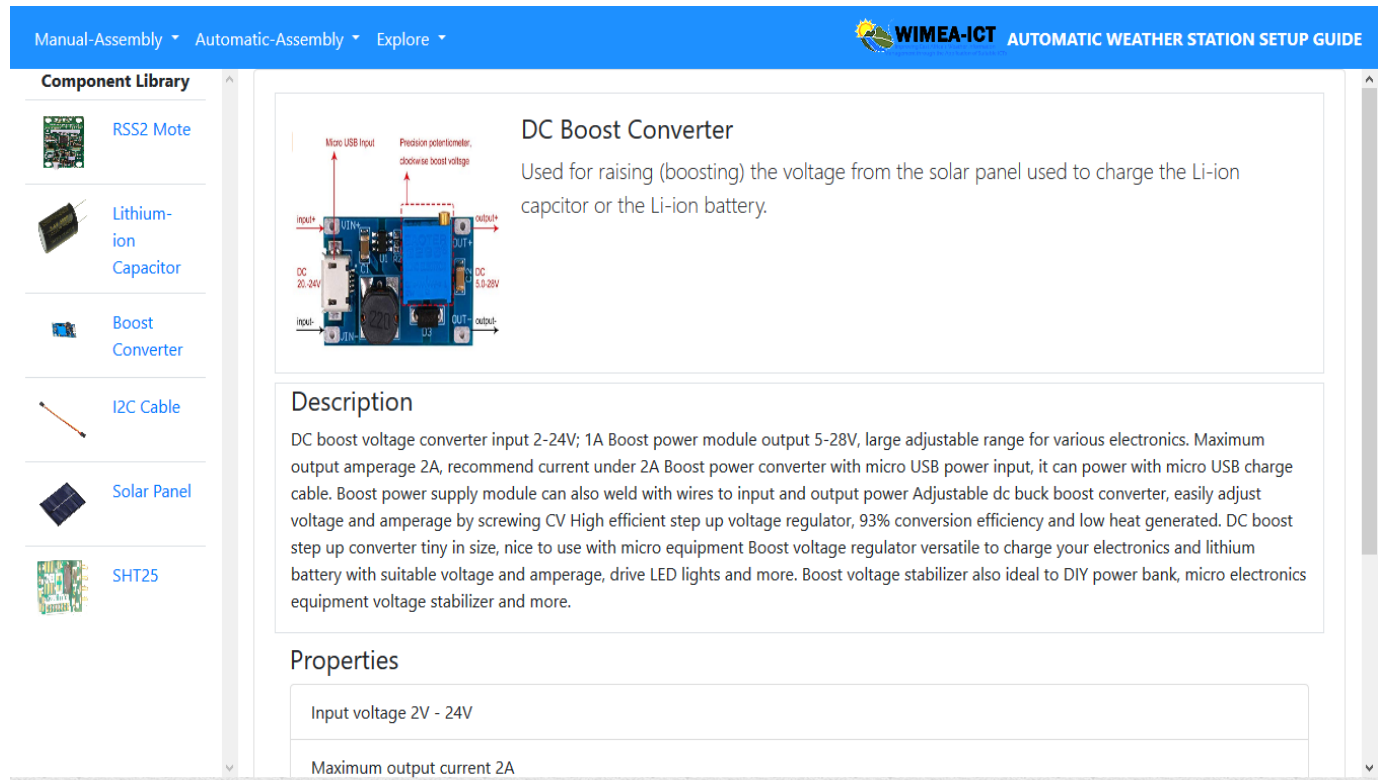 Manual-Assembly Automatic-Assembly Explore WIMEA-ICT AUTOMATIC WEATHER STATION SETUP GUIDE
Component Library
RSS2 Mote
Lithium-
ion
Capacitor
Boost
Converter
I2C Cable
Solar Panel
SHT25
Micro USB Input
Precision potentiometer,
clockwise boost voltage
input+
output+
VIN+
OUT+
U1
C1
DC
20.-24V
DC
5.0-28V
220
input-
output-
VIN-
U3
OUT-
DC Boost Converter
Used for raising (boosting) the voltage from the solar panel used to charge the Li-ion
capcitor or the Li-ion battery.
Description
DC boost voltage converter input 2-24V; 1A Boost power module output 5-28V, large adjustable range for various electronics. Maximum
output amperage 2A, recommend current under 2A Boost power converter with micro USB power input, it can power with micro USB charge
cable. Boost power supply module can also weld with wires to input and output power Adjustable dc buck boost converter, easily adjust
voltage and amperage by screwing CV High efficient step up voltage regulator, 93% conversion efficiency and low heat generated. DC boost
step up converter tiny in size, nice to use with micro equipment Boost voltage regulator versatile to charge your electronics and lithium
battery with suitable voltage and amperage, drive LED lights and more. Boost voltage stabilizer also ideal to DIY power bank, micro electronics
equipment voltage stabilizer and more.
Properties
Input voltage 2V - 24V
Maximum output current 2A